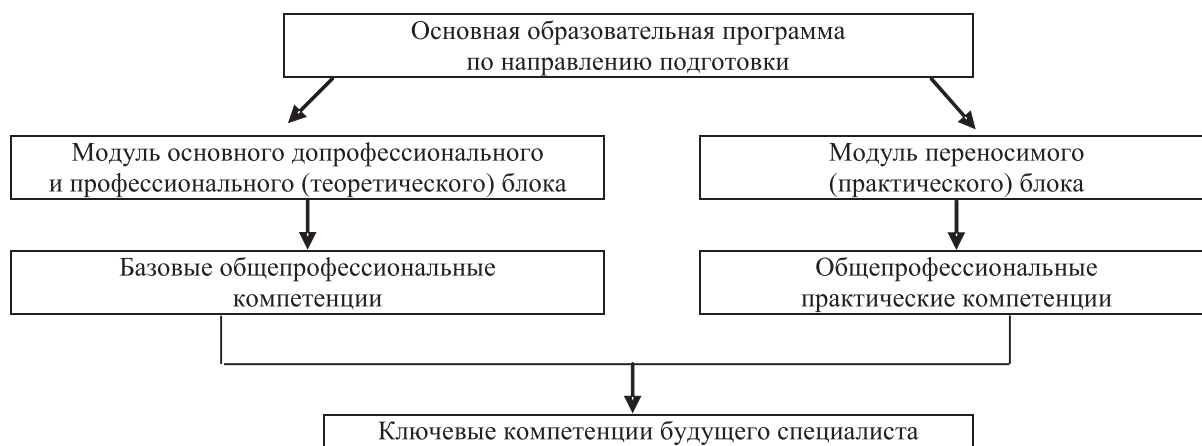 Основная образовательная программа
по направлению подготовки
Модуль основного допрофессионального
и профессионального (теоретического) блока
Модуль переносимого
(практического) блока
Базовые общепрофессиональные
компетенции
Общепрофессиональные
практические компетенции
Ключевые компетенции будущего специалиста